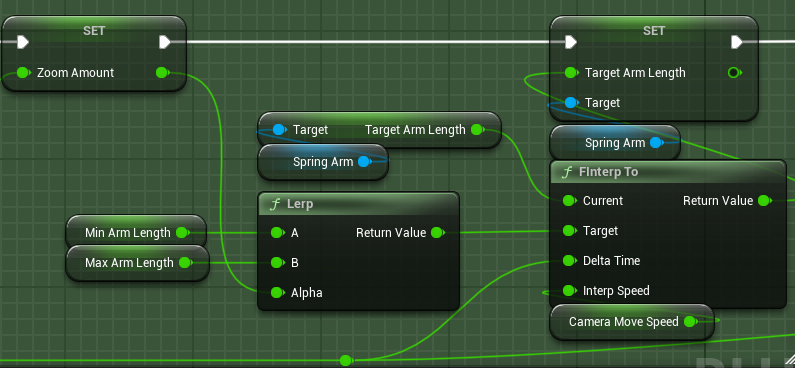 SET
Zoom Amount
SET
Target Arm Length
Target
Spring Arm
Target Target Arm Length
Spring Arm
FInterp To
Current Return Value
Target
Delta Time
Interp Speed
Camera Move Speed
Lerp
A Return Value
B
Alpha
Min Arm Length
Max Arm Length